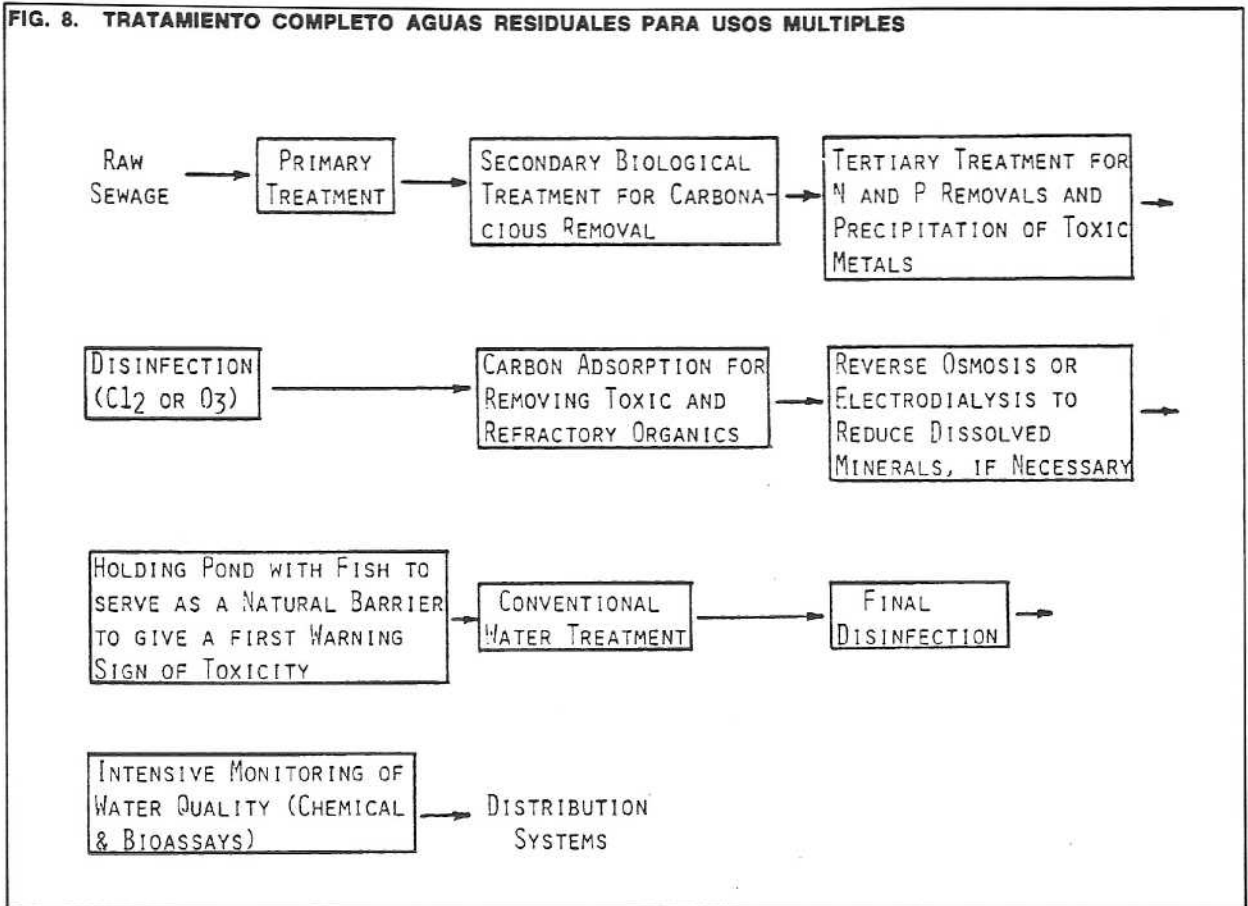 FIG. 8. TRATAMIENTO COMPLETO AGUAS RESIDUALES PARA USOS MULTIPLES
RAW
SEWAGE
PRIMARY
TREATMENT
SECONDARY BIOLOGICAL
TREATMENT FOR CARBONA-
CIOUS REMOVAL
TERTIARY TREATMENT FOR
N AND P REMOVALS AND
PRECIPITATION OF TOXIC
METALS
DISINFECTION
(Cl2 OR O3)
CARBON ADSORPTION FOR
REMOVING TOXIC AND
REFRACTORY ORGANICS
REVERSE OSMOSIS OR
ELECTRODIALYSIS TO
REDUCE DISSOLVED
MINERALS, IF NECESSARY
HOLDING POND WITH FISH TO
SERVE AS A NATURAL BARRIER
TO GIVE A FIRST WARNING
SIGN OF TOXICITY
CONVENTIONAL
WATER TREATMENT
FINAL
DISINFECTION
INTENSIVE MONITORING OF
WATER QUALITY (CHEMICAL
& BIOASSAYS)
DISTRIBUTION
SYSTEMS